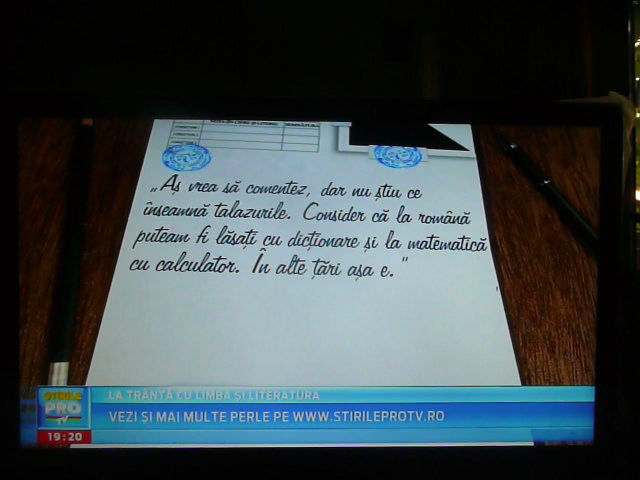 „Aș vrea să comentez, dar nu știu ce
înseamnă talazurile. Consider că la română
puteam fi lăsați cu dicționare și la matematică
cu calculator. În alte țări așa e."
ȘTIRILE
PRO
TV
19:20
LA TRÂNTĂ CU LIMBA ȘI LITERATURA
VEZI ȘI MAI MULTE PERLE PE WWW.STIRILEPROTV.RO